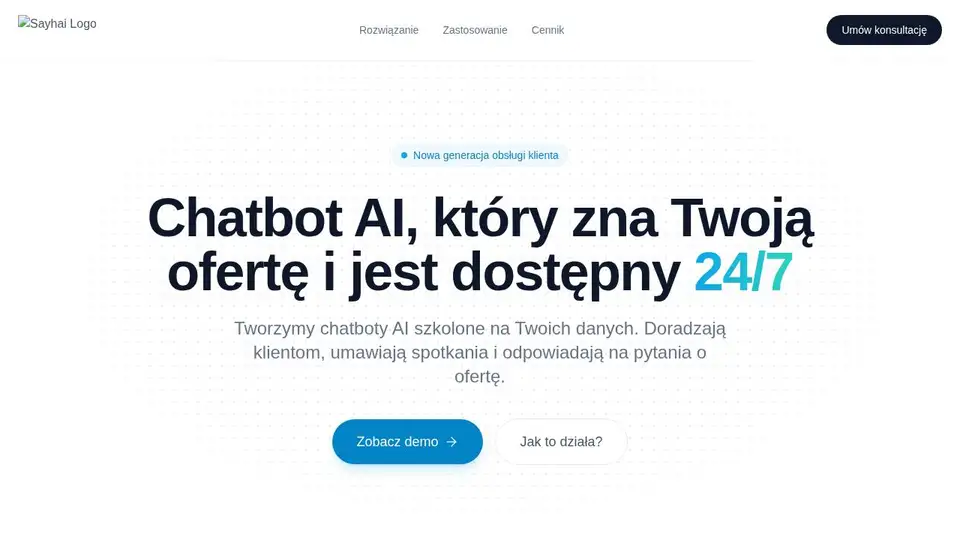 Sayhai Logo
Rozwiązanie
Zastosowanie
Cennik
Umów konsultację
Nowa generacja obsługi klienta
Chatbot AI, który zna Twoją
ofertę i jest dostępny 24/7
Tworzymy chatboty AI szkolone na Twoich danych. Doradzają
klientom, umawiają spotkania i odpowiadają na pytania o
ofertę.
Zobacz demo →
Jak to działa?